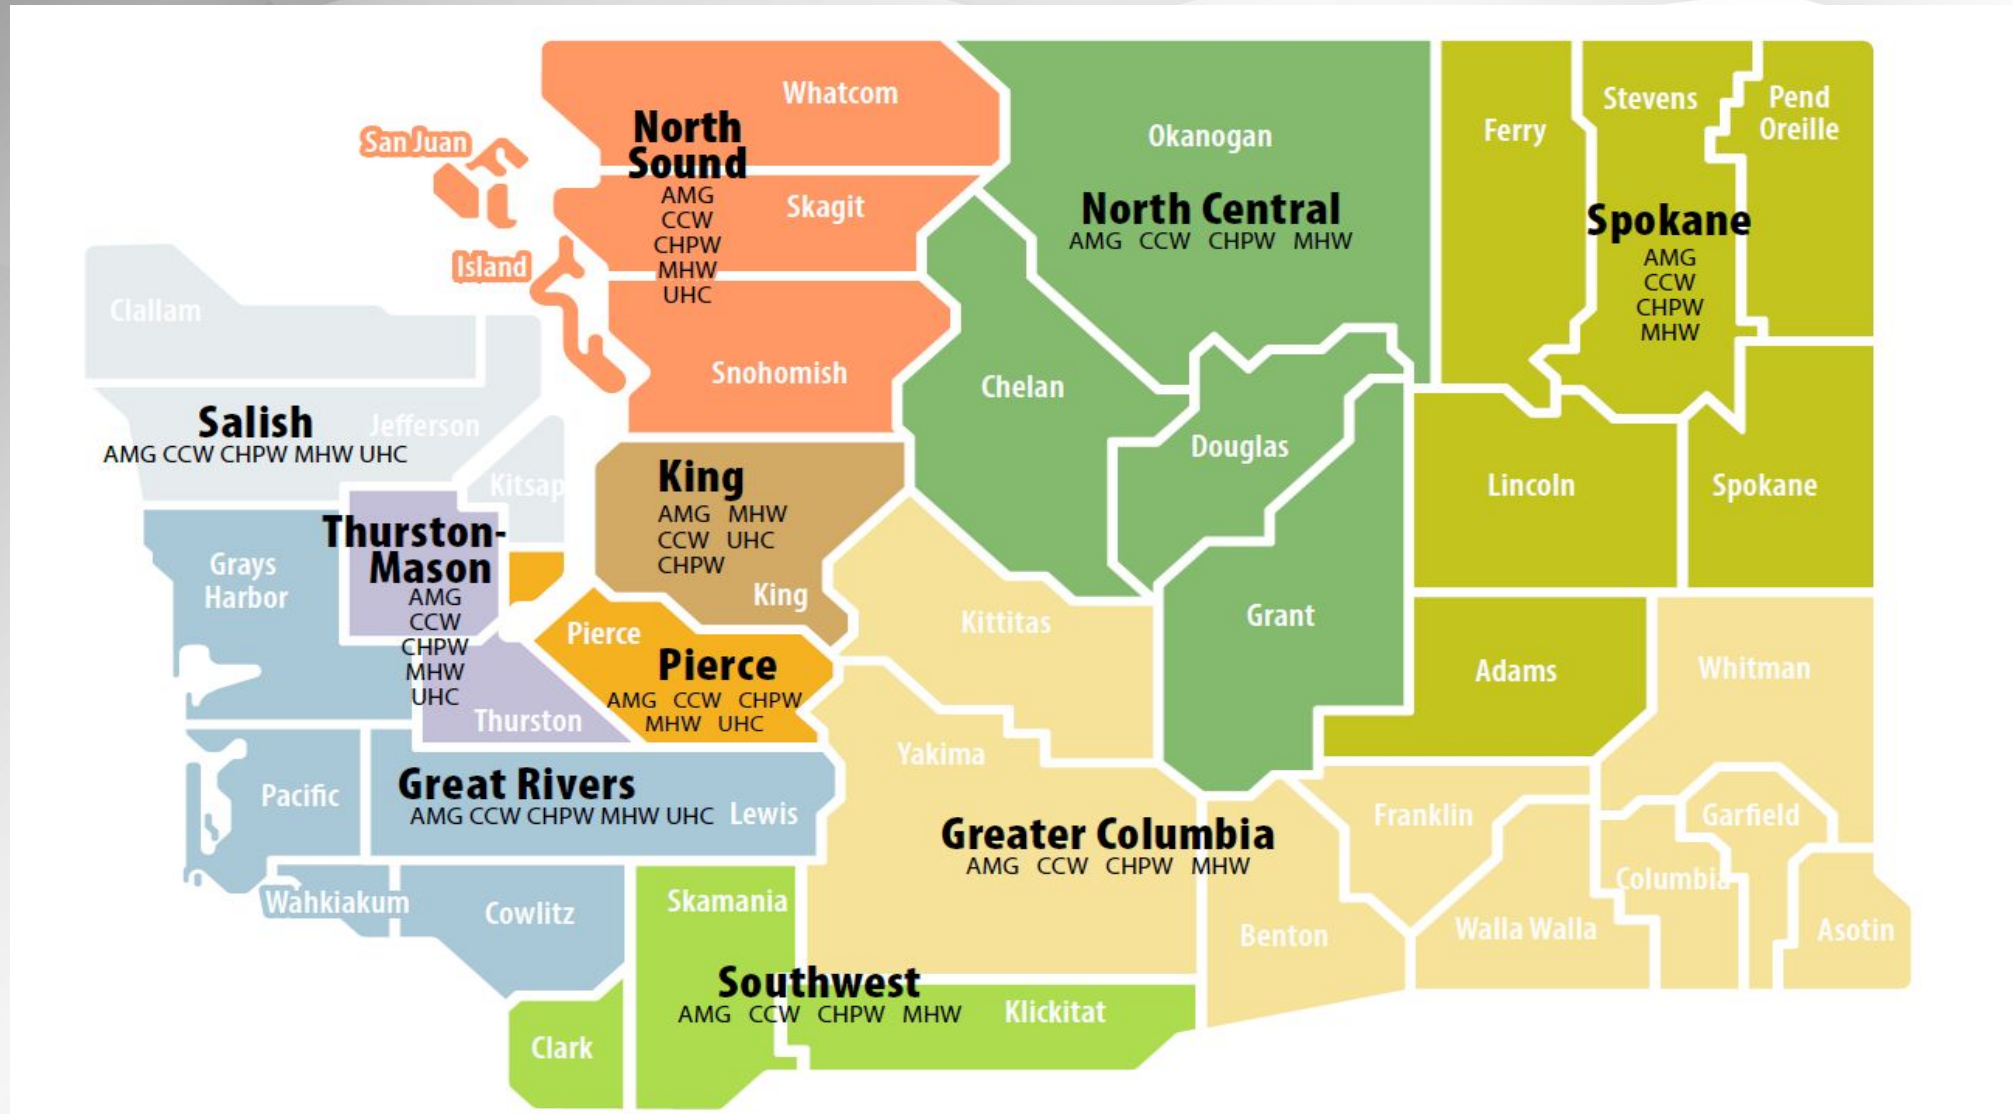 Whatcom
North
Sound
AMG
CCW
CHPW
MHW
UHC
San Juan
Skagit
Island
Snohomish
Okanogan
North Central
AMG CCW CHPW MHW
Chelan
Douglas
Grant
Ferry
Stevens
Pend
Oreille
Spokane
AMG
CCW
CHPW
MHW
Lincoln
Spokane
Adams
Clallam
Salish
Jefferson
AMG CCW CHPW MHW UHC
Kitsap
King
AMG MHW
CCW UHC
CHPW
King
Thurston-
Mason
AMG
CCW
CHPW
MHW
UHC
Thurston
Grays
Harbor
Pierce
Pierce
AMG CCW CHPW
MHW UHC
Pacific
Great Rivers
AMG CCW CHPW MHW UHC
Lewis
Wahkiakum
Cowlitz
Kittitas
Yakima
Greater Columbia
AMG CCW CHPW MHW
Whitman
Franklin
Garfield
Columbia
Benton
Walla Walla
Asotin
Skamania
Southwest
AMG CCW CHPW MHW
Klickitat
Clark